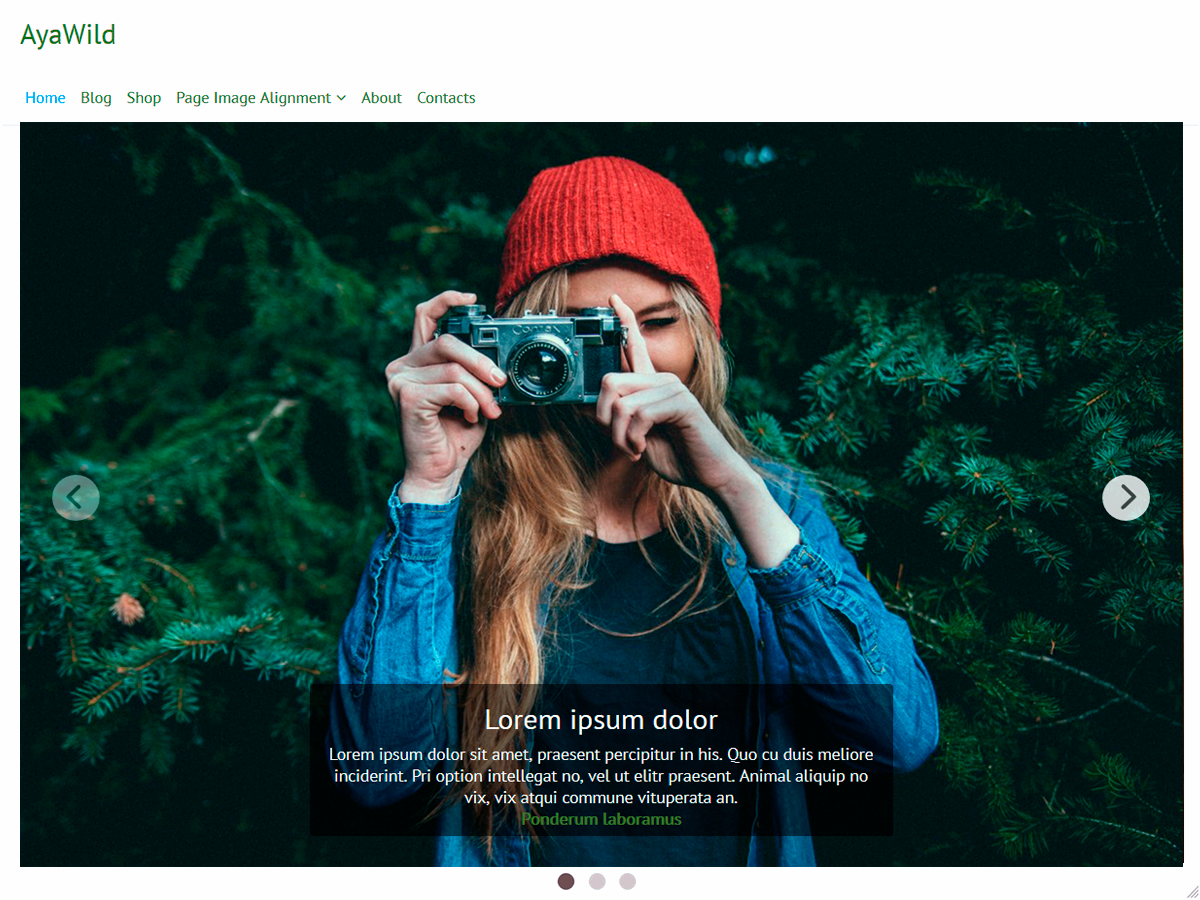 AyaWild
Home Blog Shop Page Image Alignment About Contacts
Contax
Lorem ipsum dolor
Lorem ipsum dolor sit amet, praesent percipitur in his. Quo cu duis meliore
inciderint. Pri option intellegat no, vel ut elitr praesent. Animal aliquip no
vix, vix atqui commune vituperata an.
Ponderum laboramus